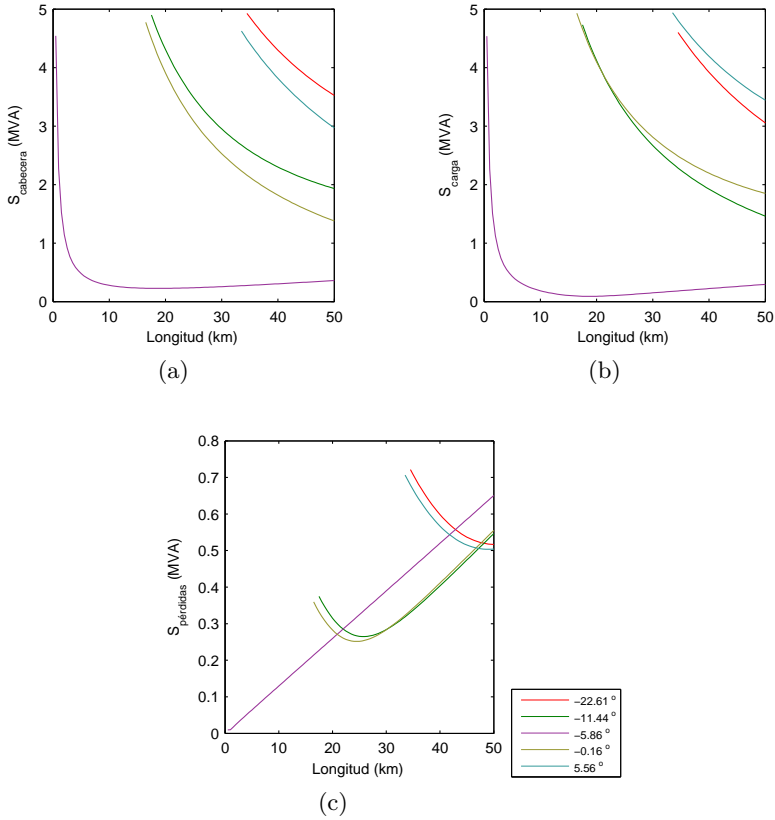 5
4
3
2
1
0
S_cabecera (MVA)
0 10 20 30 40 50
Longitud (km)
(a)
5
4
3
2
1
0
S_carga (MVA)
0 10 20 30 40 50
Longitud (km)
(b)
0.8
0.7
0.6
0.5
0.4
0.3
0.2
0.1
0
S_pérdidas (MVA)
0 10 20 30 40 50
Longitud (km)
(c)
−22.61 º
−11.44 º
−5.86 º
−0.16 º
5.56 º